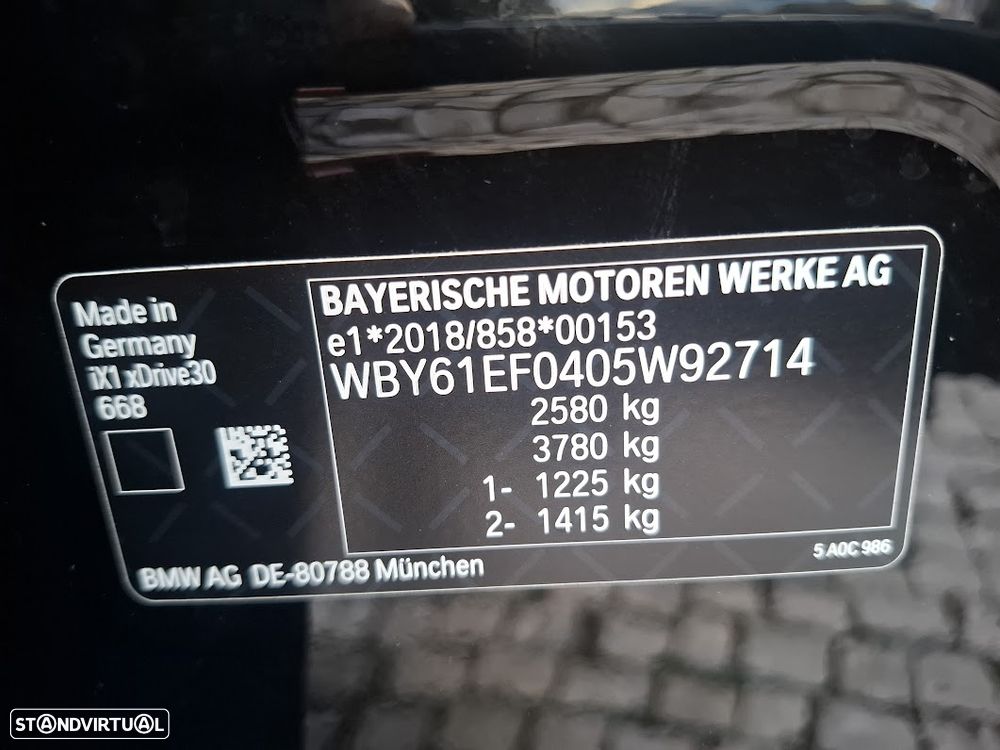 Made in
Germany
iX1 xDrive30
668
BAYERISCHE MOTOREN WERKE AG
e1*2018/858*00153
WBY61EF0405W92714
2580 kg
3780 kg
1- 1225 kg
2- 1415 kg
BMW AG DE-80788 München
5 A0C 986
STANDVIRTUAL